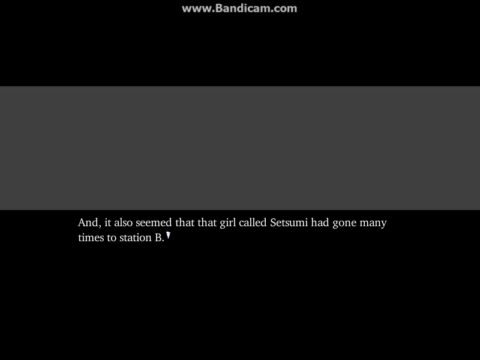 www.Bandicam.com
And, it also seemed that that girl called Setsumi had gone many
times to station B.